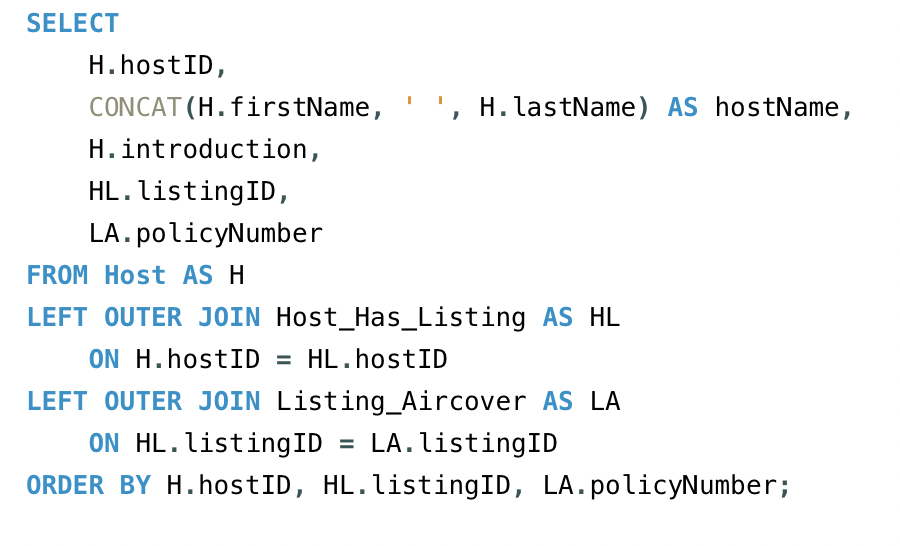 SELECT
    H.hostID,
    CONCAT(H.firstName, ' ', H.lastName) AS hostName,
    H.introduction,
    HL.listingID,
    LA.policyNumber
FROM Host AS H
LEFT OUTER JOIN Host_Has_Listing AS HL
    ON H.hostID = HL.hostID
LEFT OUTER JOIN Listing_Aircover AS LA
    ON HL.listingID = LA.listingID
ORDER BY H.hostID, HL.listingID, LA.policyNumber;